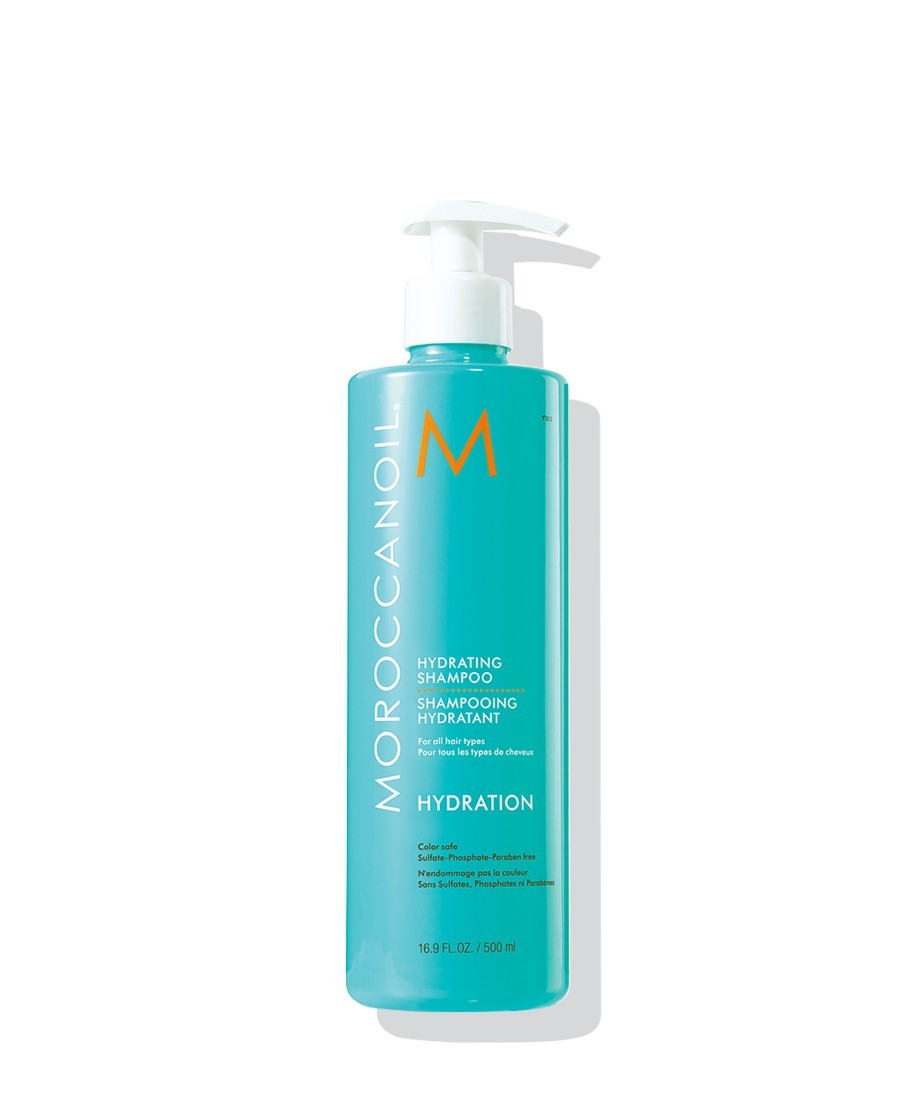 MOROCCANOIL®
M
HYDRATING
SHAMPOO
SHAMPOOING
HYDRATANT
For all hair types
Pour tous les types de cheveux
HYDRATION
Color safe
Sulfate-Phosphate-Paraben free
N'endommage pas la couleur
Sans Sulfates, Phosphates ni Parabènes
16.9 FL.OZ. / 500 ml